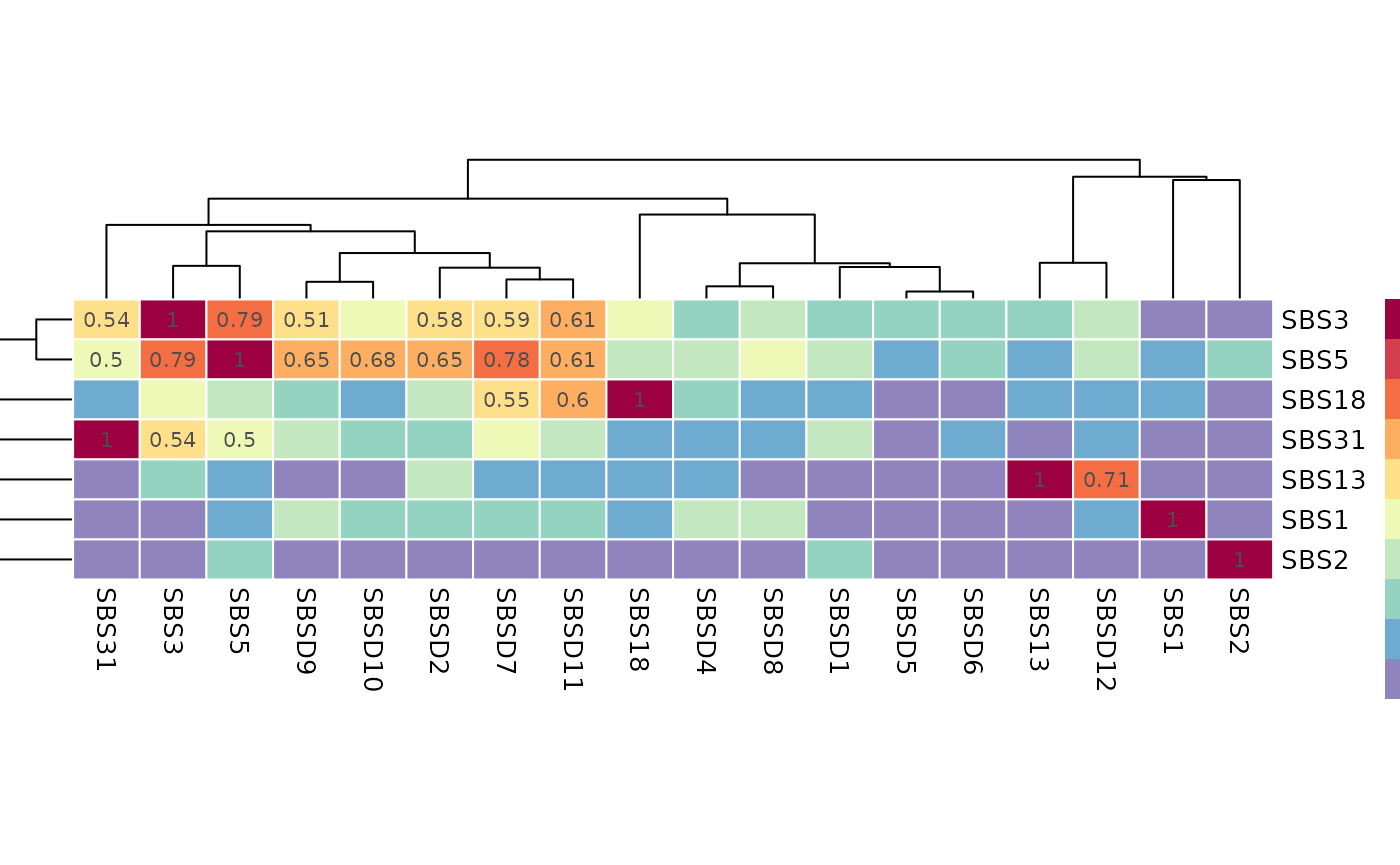 0.54 1 0.79 0.51 0.58 0.59 0.61 SBS3
0.5 0.79 1 0.65 0.68 0.65 0.78 0.61 SBS5
0.55 0.6 1 SBS18
1 0.54 0.5 SBS31
1 0.71 SBS13
1 SBS1
1 SBS2
SBS31 SBS3 SBS5 SBSD9 SBSD10 SBSD2 SBSD7 SBSD11 SBS18 SBSD4 SBSD8 SBSD1 SBSD5 SBSD6 SBS13 SBSD12 SBS1 SBS2